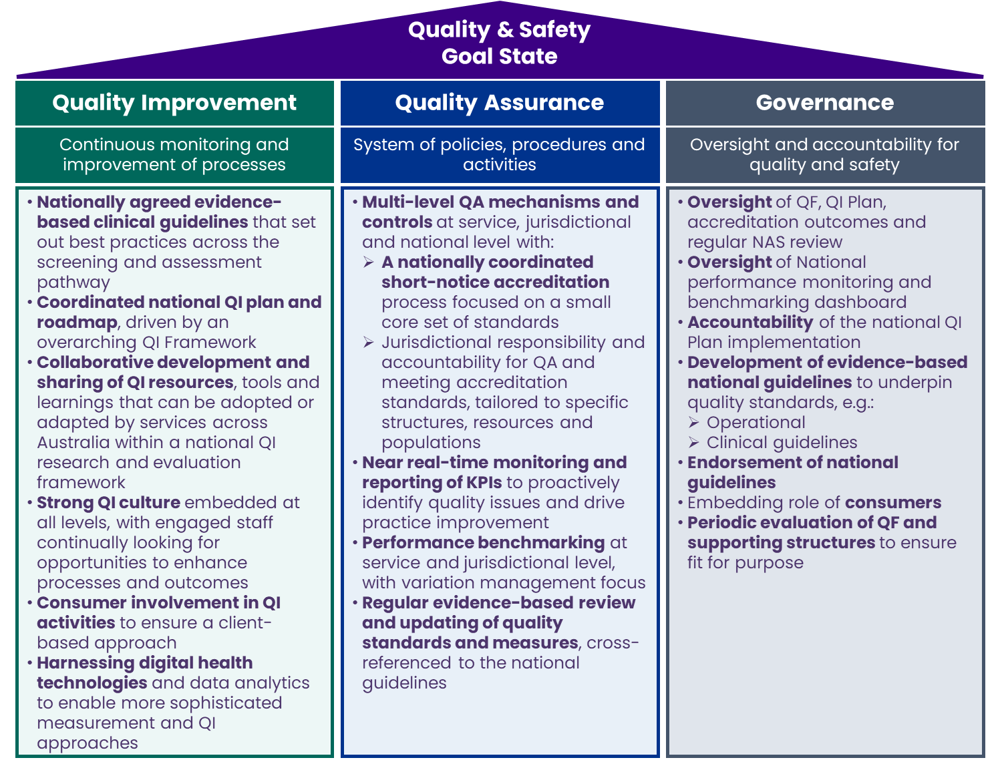 Quality & Safety
Goal State
Quality Improvement
Continuous monitoring and
improvement of processes
• Nationally agreed evidence-
based clinical guidelines that set
out best practices across the
screening and assessment
pathway
• Coordinated national QI plan and
roadmap, driven by an
overarching QI Framework
• Collaborative development and
sharing of QI resources, tools and
learnings that can be adopted or
adapted by services across
Australia within a national QI
research and evaluation
framework
• Strong QI culture embedded at
all levels, with engaged staff
continually looking for
opportunities to enhance
processes and outcomes
• Consumer involvement in QI
activities to ensure a client-
based approach
• Harnessing digital health
technologies and data analytics
to enable more sophisticated
measurement and QI
approaches
Quality Assurance
System of policies, procedures and
activities
• Multi-level QA mechanisms and
controls at service, jurisdictional
and national level with:
➢ A nationally coordinated
short-notice accreditation
process focused on a small
core set of standards
➢ Jurisdictional responsibility and
accountability for QA and
meeting accreditation
standards, tailored to specific
structures, resources and
populations
• Near real-time monitoring and
reporting of KPIs to proactively
identify quality issues and drive
practice improvement
• Performance benchmarking at
service and jurisdictional level,
with variation management focus
• Regular evidence-based review
and updating of quality
standards and measures, cross-
referenced to the national
guidelines
Governance
Oversight and accountability for
quality and safety
• Oversight of QF, QI Plan,
accreditation outcomes and
regular NAS review
• Oversight of National
performance monitoring and
benchmarking dashboard
• Accountability of the national QI
Plan implementation
• Development of evidence-based
national guidelines to underpin
quality standards, e.g.:
➢ Operational
➢ Clinical guidelines
• Endorsement of national
guidelines
• Embedding role of consumers
• Periodic evaluation of QF and
supporting structures to ensure
fit for purpose